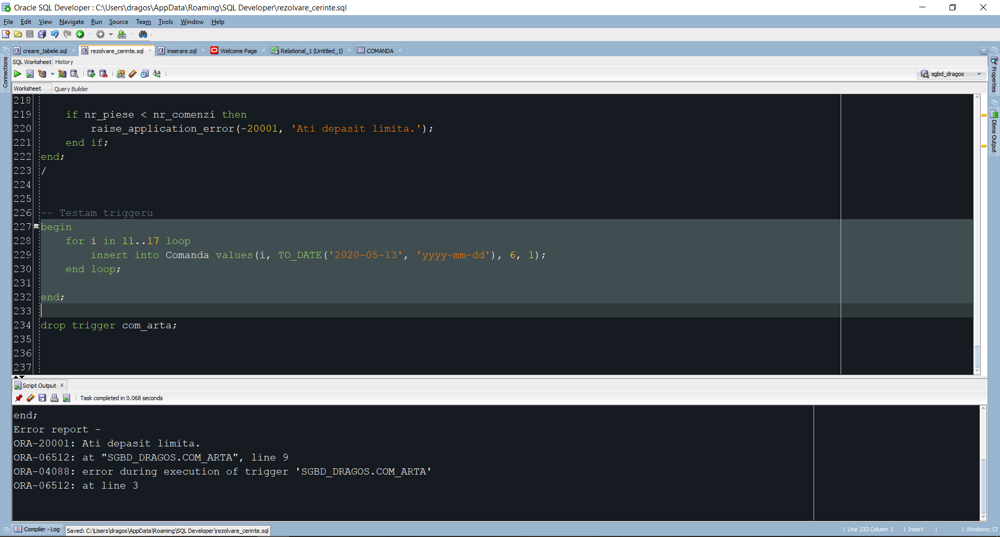 Oracle SQL Developer : C:\Users\dragos\AppData\Roaming\SQL Developer\rezolvare_cerinte.sql
File Edit View Navigate Run Source Team Tools Window Help
creare_tabele.sql rezolvare_cerinte.sql inserare.sql Welcome Page Relational_1 (Untitled_1) COMANDA
SQL Worksheet History
sgbd_dragos
Worksheet Query Builder
Connections
Properties
Dbms Output
218
219 if nr_piese < nr_comenzi then
220 raise_application_error(-20001, 'Ati depasit limita.');
221 end if;
222 end;
223 /
224
225
226 -- Testam triggeru
227 begin
228 for i in 11..17 loop
229 insert into Comanda values(i, TO_DATE('2020-05-13', 'yyyy-mm-dd'), 6, 1);
230 end loop;
231
232 end;
233
234 drop trigger com_arta;
235
236
237
Script Output x
Task completed in 0.068 seconds
end;
Error report -
ORA-20001: Ati depasit limita.
ORA-06512: at "SGBD_DRAGOS.COM_ARTA", line 9
ORA-04088: error during execution of trigger 'SGBD_DRAGOS.COM_ARTA'
ORA-06512: at line 3
Compiler - Log Saved: C:\Users\dragos\AppData\Roaming\SQL Developer\rezolvare_cerinte.sql
Line 233 Column 1 Insert Windows: